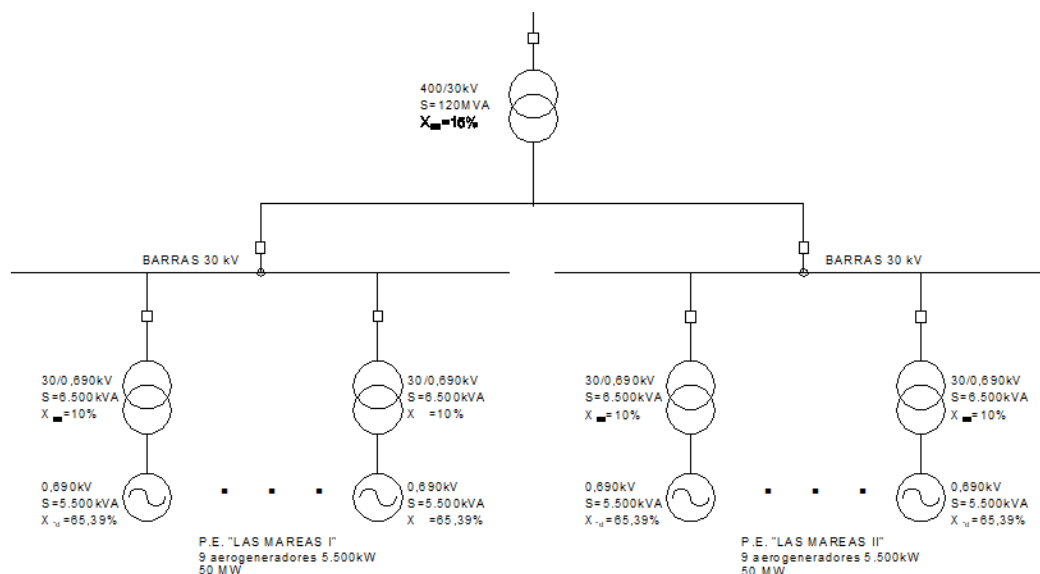 400/30kV
S=120MVA
X =16%
BARRAS 30 kV
BARRAS 30 kV
30/0,690kV
S=6.500kVA
X =10%
30/0,690kV
S=6.500kVA
X =10%
30/0,690kV
S=6.500kVA
X =10%
30/0,690kV
S=6.500kVA
X =10%
0,690kV
S=5.500kVA
X"d =65,39%
0,690kV
S=5.500kVA
X =65,39%
0,690kV
S=5.500kVA
X"d =65,39%
0,690kV
S=5.500kVA
X"d =65,39%
P.E. "LAS MAREAS I"
9 aerogeneradores 5.500kW
50 MW
P.E. "LAS MAREAS II"
9 aerogeneradores 5.500kW
50 MW